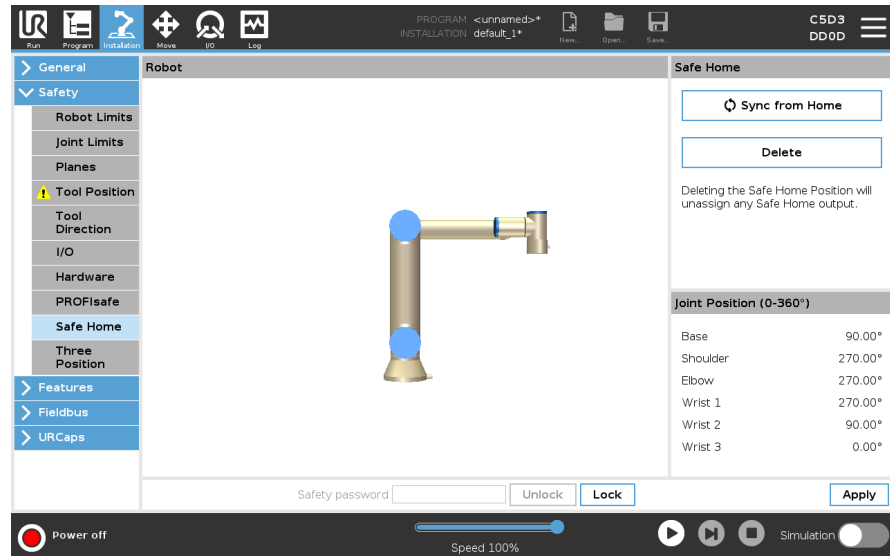 UR
Run
Program
Installation
Move
I/O
Log
PROGRAM <unnamed>*
INSTALLATION default_1*
New...
Open...
Save...
C5D3
DD0D
General
Safety
Robot Limits
Joint Limits
Planes
Tool Position
Tool
Direction
I/O
Hardware
PROFIsafe
Safe Home
Three
Position
Features
Fieldbus
URCaps
Robot
Safe Home
Sync from Home
Delete
Deleting the Safe Home Position will
unassign any Safe Home output.
Joint Position (0-360°)
Base 90.00°
Shoulder 270.00°
Elbow 270.00°
Wrist 1 270.00°
Wrist 2 90.00°
Wrist 3 0.00°
Safety password
Unlock
Lock
Apply
Power off
Speed 100%
Simulation